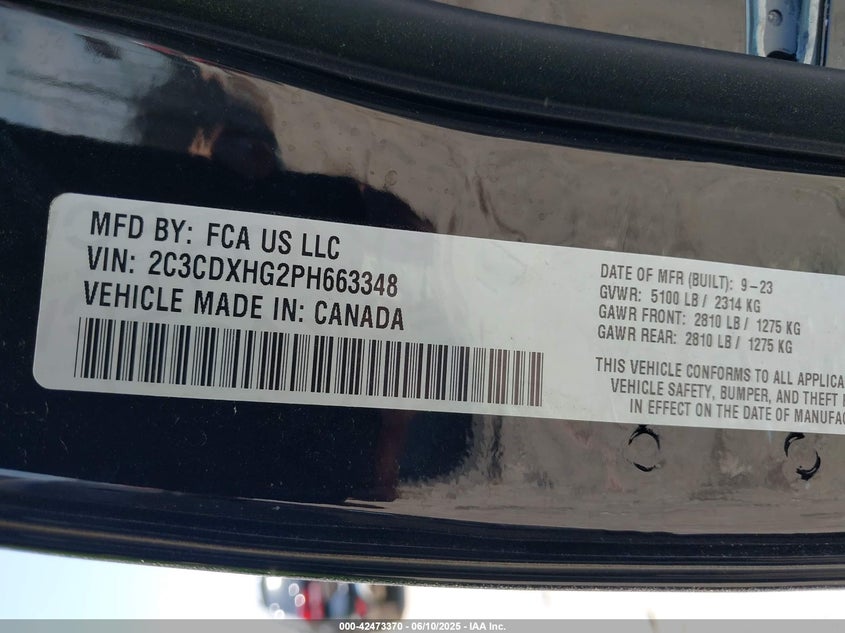 MFD BY: FCA US LLC
VIN: 2C3CDXHG2PH663348
VEHICLE MADE IN: CANADA
DATE OF MFR (BUILT): 9-23
GVWR: 5100 LB / 2314 KG
GAWR FRONT: 2810 LB / 1275 KG
GAWR REAR: 2810 LB / 1275 KG
THIS VEHICLE CONFORMS TO ALL APPLICA
VEHICLE SAFETY, BUMPER, AND THEFT
IN EFFECT ON THE DATE OF MANUFAC
000-42473370 - 06/10/2025 - IAA Inc.